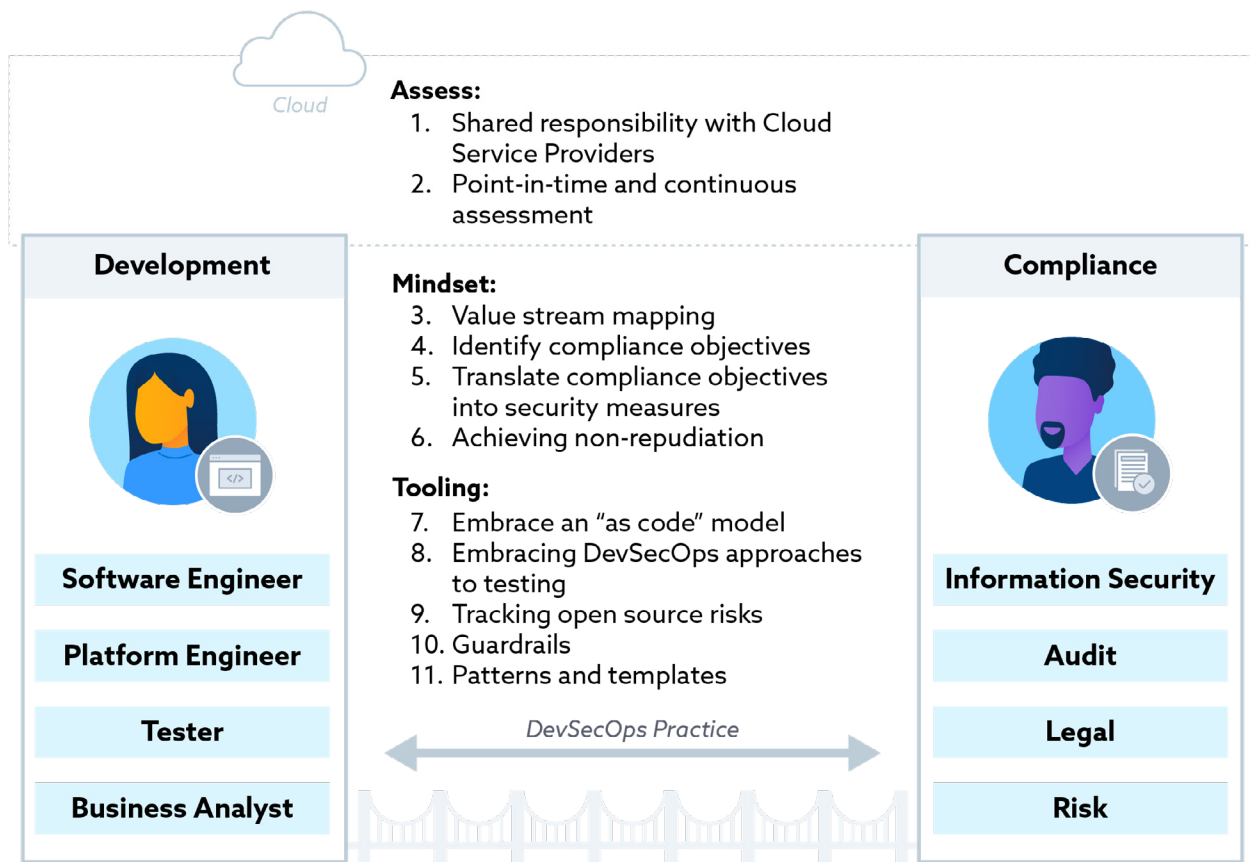 Cloud
Assess:
1. Shared responsibility with Cloud
Service Providers
2. Point-in-time and continuous
assessment
Development
Software Engineer
Platform Engineer
Tester
Business Analyst
Mindset:
3. Value stream mapping
4. Identify compliance objectives
5. Translate compliance objectives
into security measures
6. Achieving non-repudiation
Tooling:
7. Embrace an “as code” model
8. Embracing DevSecOps approaches
to testing
9. Tracking open source risks
10. Guardrails
11. Patterns and templates
DevSecOps Practice
Compliance
Information Security
Audit
Legal
Risk